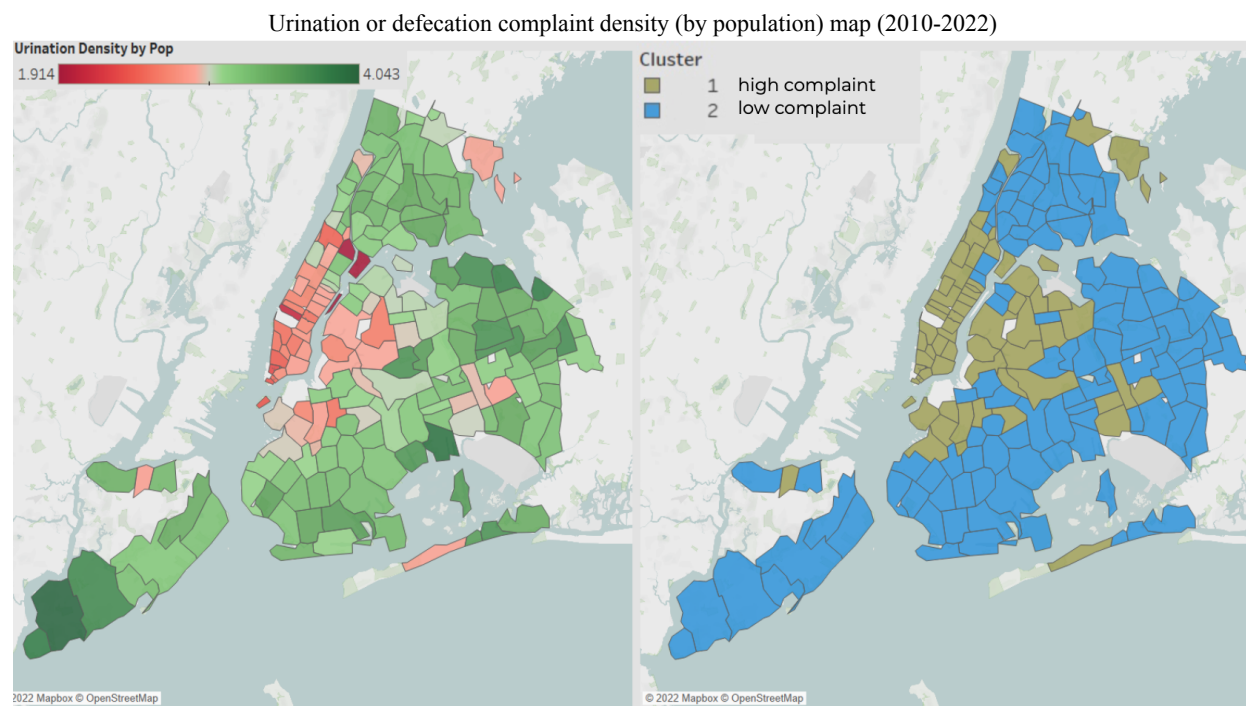 Urination or defecation complaint density (by population) map (2010-2022)
Urination Density by Pop
1.914 4.043
2022 Mapbox © OpenStreetMap
Cluster
1 high complaint
2 low complaint
© 2022 Mapbox © OpenStreetMap